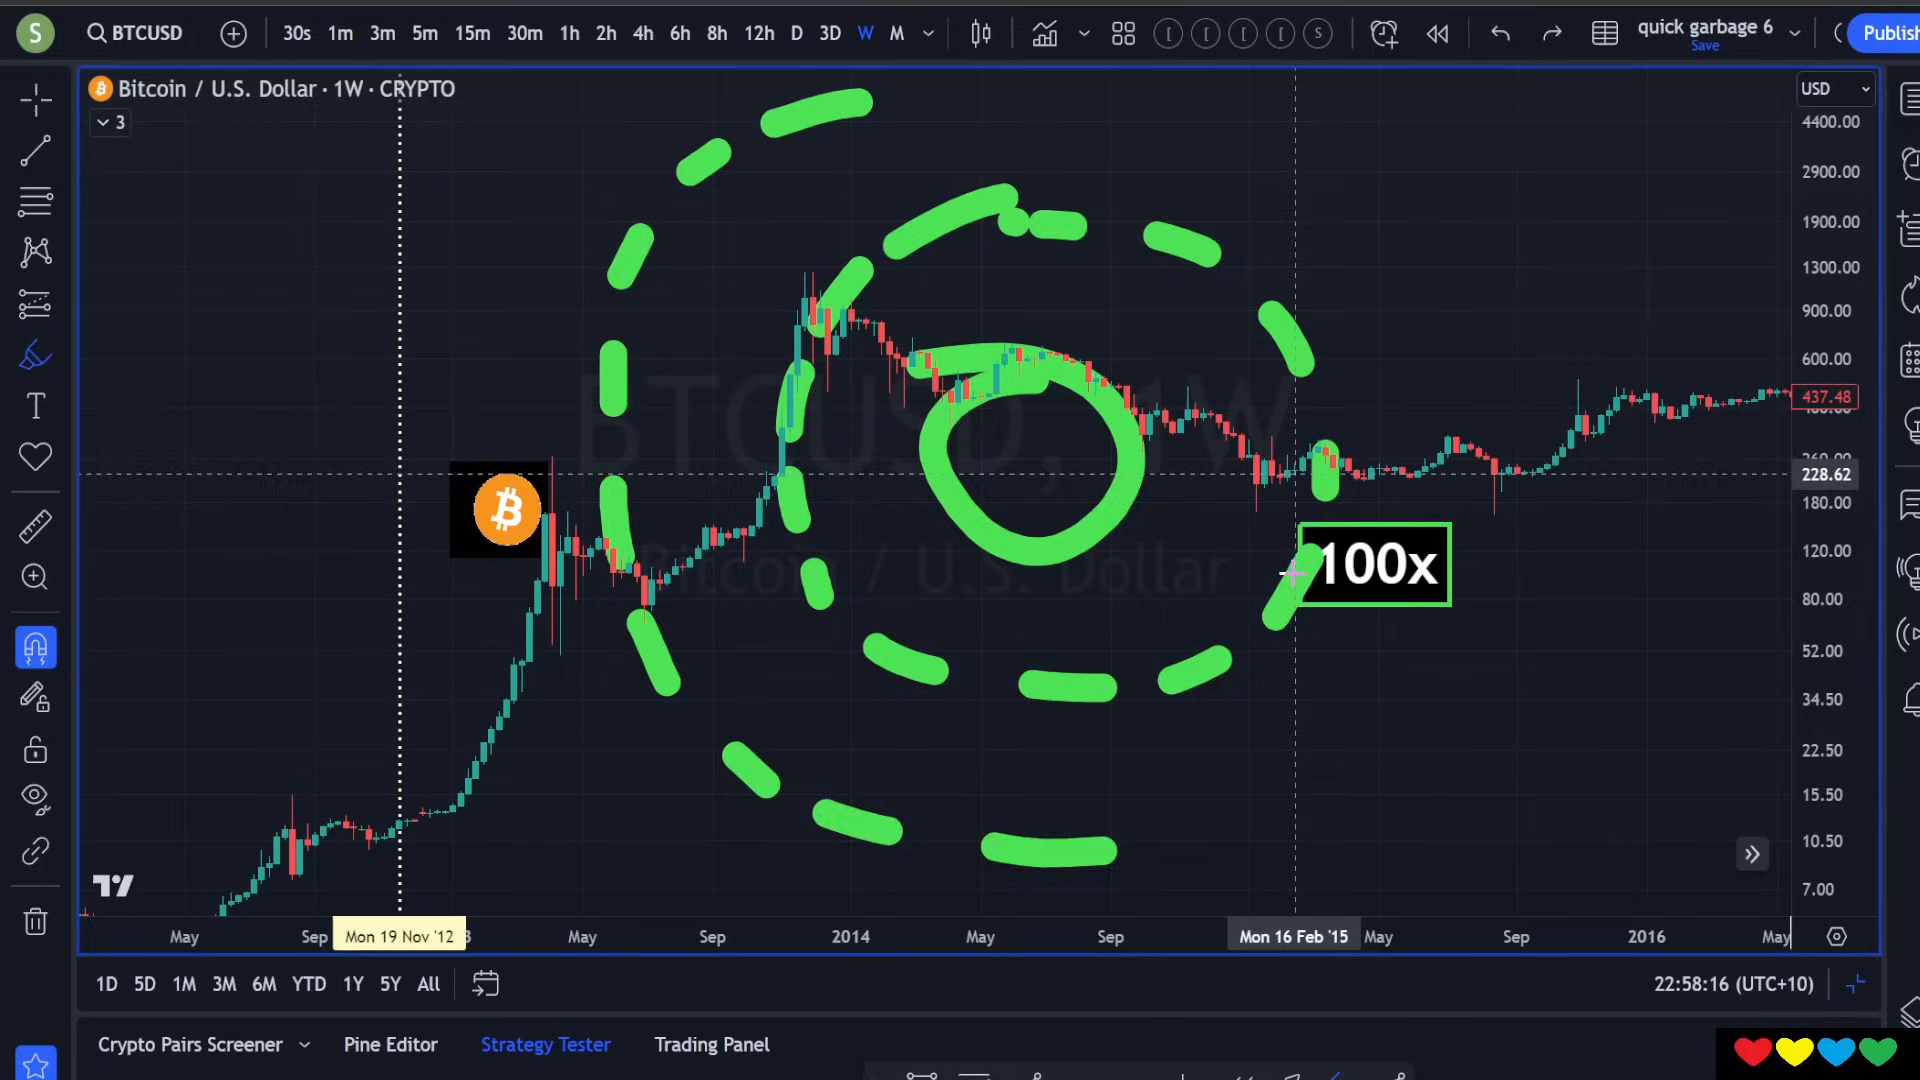 S BTCUSD 30s 1m 3m 5m 15m 30m 1h 2h 4h 6h 8h 12h D 3D W M [ [ [ [ S quick garbage 6 Publish
Save
Bitcoin / U.S. Dollar · 1W · CRYPTO USD
3
4400.00
2900.00
1900.00
1300.00
900.00
600.00
437.48
BTCUSD, 1W
228.62
180.00
120.00
Bitcoin / U.S. Dollar
100x
80.00
52.00
34.50
22.50
15.50
10.50
7.00
May Sep Mon 19 Nov '12 May Sep 2014 May Sep Mon 16 Feb '15 May Sep 2016 May
1D 5D 1M 3M 6M YTD 1Y 5Y All 22:58:16 (UTC+10)
Crypto Pairs Screener Pine Editor Strategy Tester Trading Panel